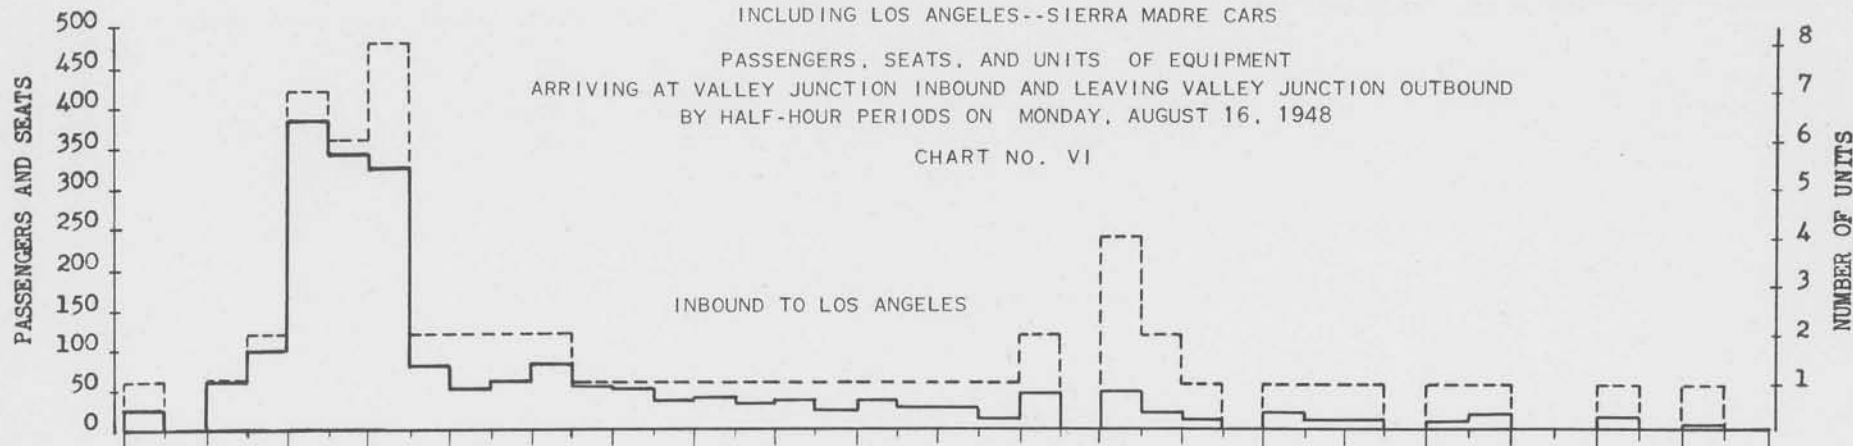 INCLUDING LOS ANGELES--SIERRA MADRE CARS
PASSENGERS, SEATS, AND UNITS OF EQUIPMENT
ARRIVING AT VALLEY JUNCTION INBOUND AND LEAVING VALLEY JUNCTION OUTBOUND
BY HALF-HOUR PERIODS ON MONDAY, AUGUST 16, 1948
CHART NO. VI
PASSENGERS AND SEATS
500
450
400
350
300
250
200
150
100
50
0
INBOUND TO LOS ANGELES
8
7
6
5
4
3
2
1
NUMBER OF UNITS